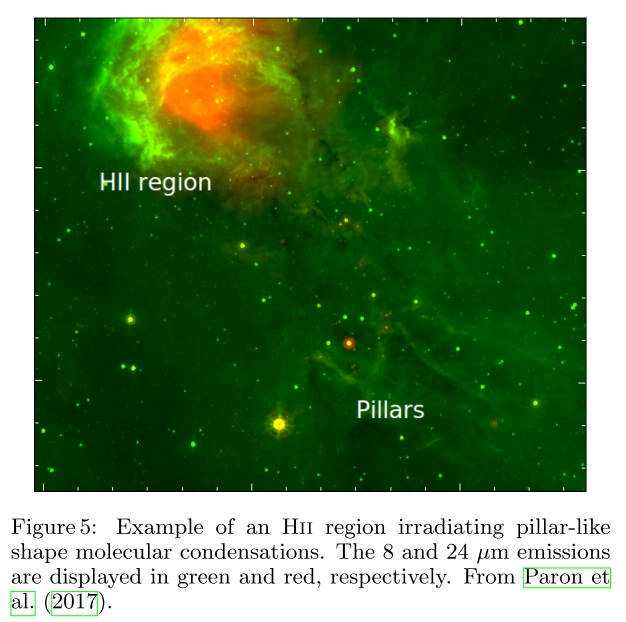 HII region
Pillars
Figure 5: Example of an HII region irradiating pillar-like
shape molecular condensations. The 8 and 24 μm emissions
are displayed in green and red, respectively. From Paron et
al. (2017).